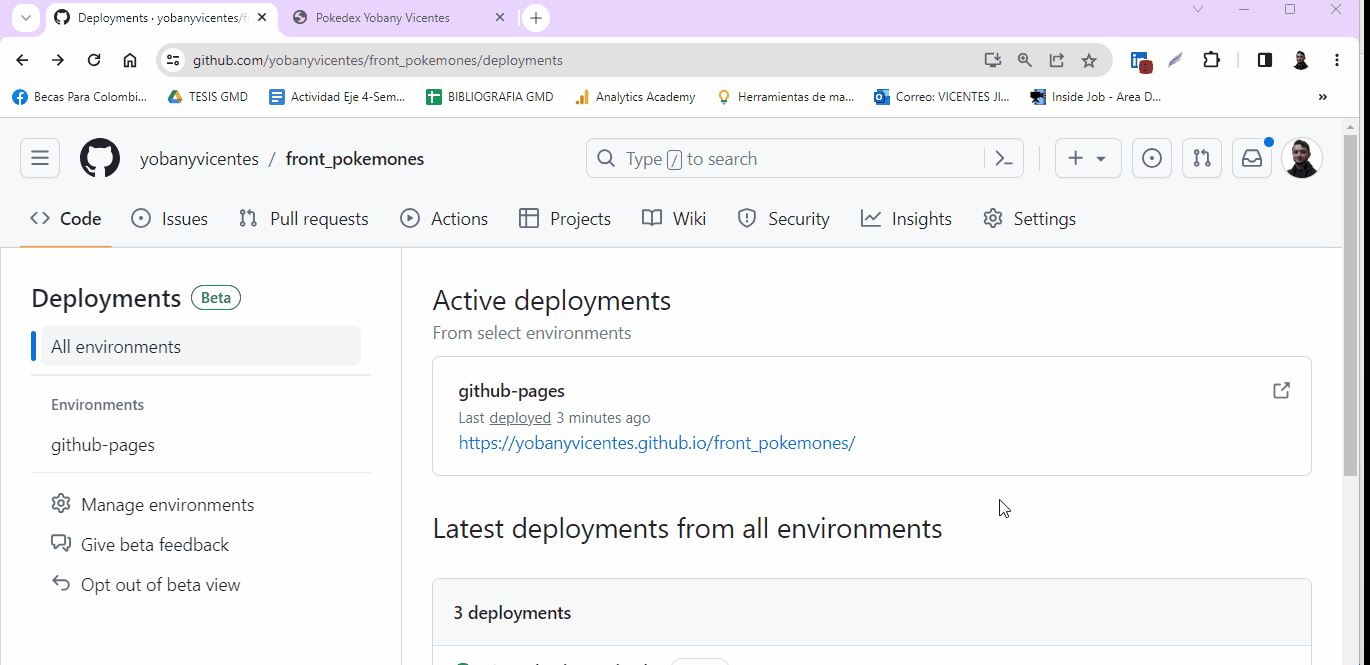 Deployments · yobanyvicentes/f
Pokedex Yobany Vicentes
github.com/yobanyvicentes/front_pokemones/deployments
Becas Para Colombi...
TESIS GMD
Actividad Eje 4-Sem...
BIBLIOGRAFIA GMD
Analytics Academy
Herramientas de ma...
Correo: VICENTES JI...
Inside Job - Area D...
»
yobanyvicentes / front_pokemones
Type / to search
Code
Issues
Pull requests
Actions
Projects
Wiki
Security
Insights
Settings
Deployments Beta
All environments
Environments
github-pages
Manage environments
Give beta feedback
Opt out of beta view
Active deployments
From select environments
github-pages
Last deployed 3 minutes ago
https://yobanyvicentes.github.io/front_pokemones/
Latest deployments from all environments
3 deployments